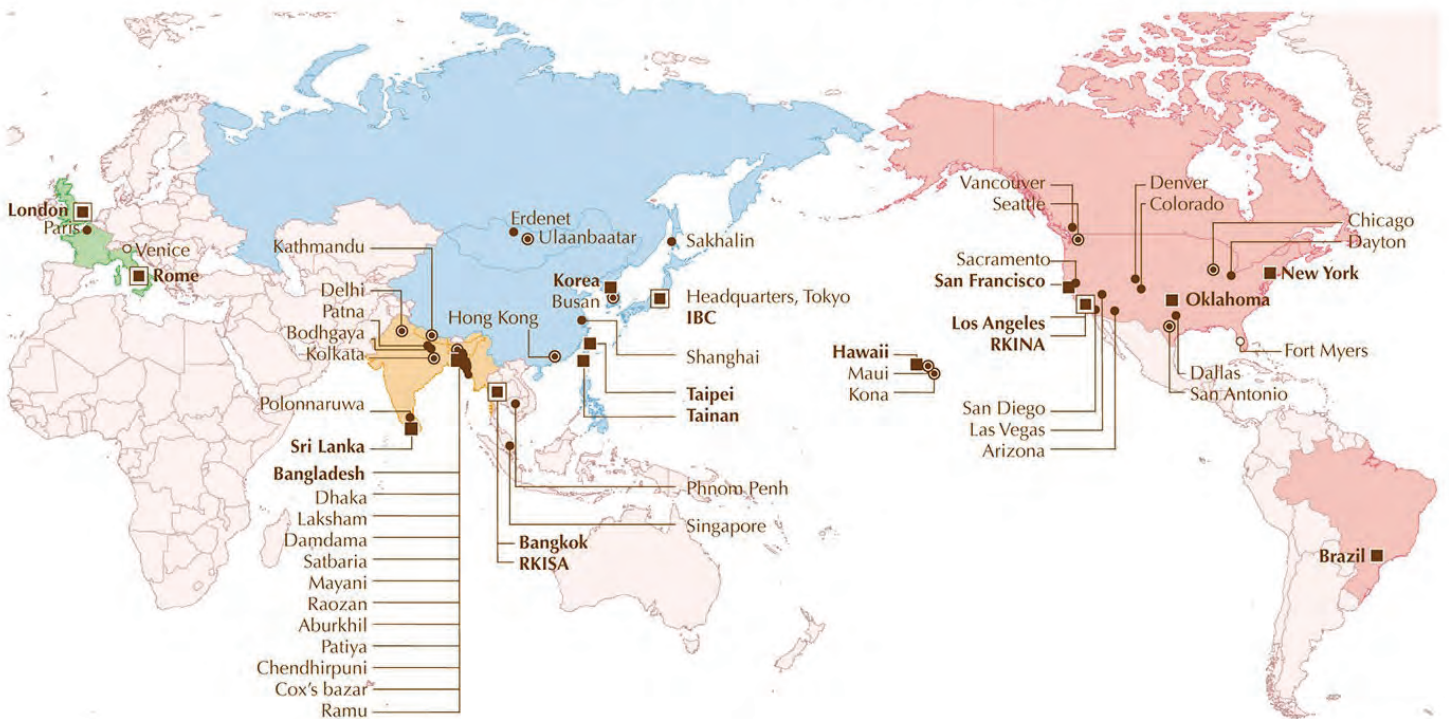 London
Paris
Venice
Rome
Kathmandu
Delhi
Patna
Bodhgaya
Kolkata
Polonnaruwa
Sri Lanka
Bangladesh
Dhaka
Laksham
Damdama
Satbaria
Mayani
Raozan
Aburkhil
Patiya
Chendhirpuni
Cox's bazar
Ramu
Erdenet
Ulaanbaatar
Sakhalin
Korea
Busan
Headquarters, Tokyo
IBC
Hong Kong
Shanghai
Taipei
Tainan
Phnom Penh
Singapore
Bangkok
RKISA
Vancouver
Seattle
Denver
Colorado
Chicago
Dayton
Sacramento
San Francisco
New York
Oklahoma
Los Angeles
RKINA
Hawaii
Maui
Kona
Fort Myers
Dallas
San Antonio
San Diego
Las Vegas
Arizona
Brazil